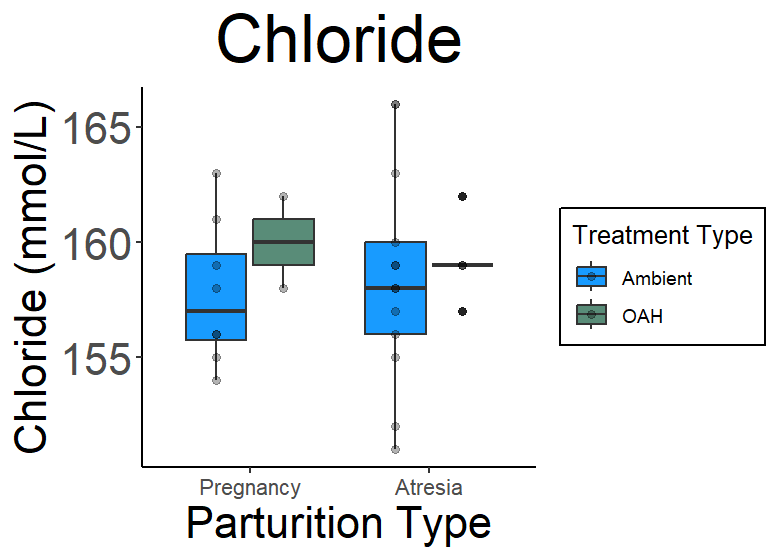 Chloride
Chloride (mmol/L)
165
160
155
Pregnancy Atresia
Parturition Type
Treatment Type
Ambient
OAH